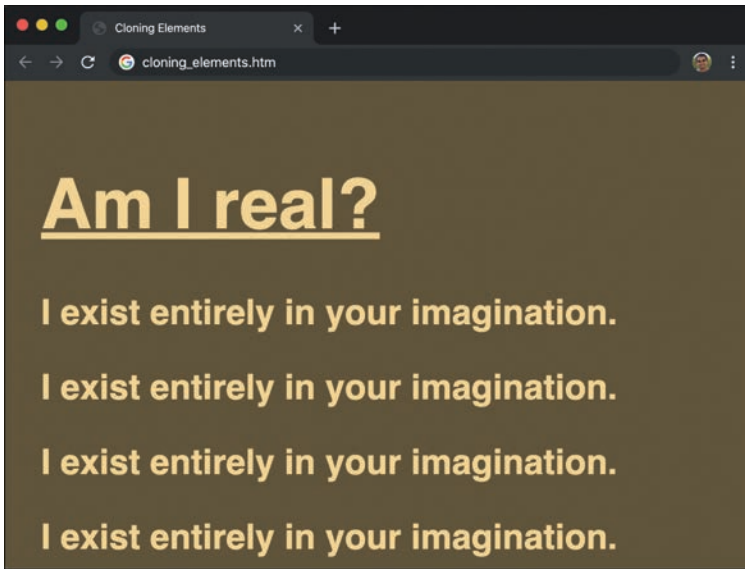 Cloning Elements
cloning_elements.htm
Am I real?
I exist entirely in your imagination.
I exist entirely in your imagination.
I exist entirely in your imagination.
I exist entirely in your imagination.